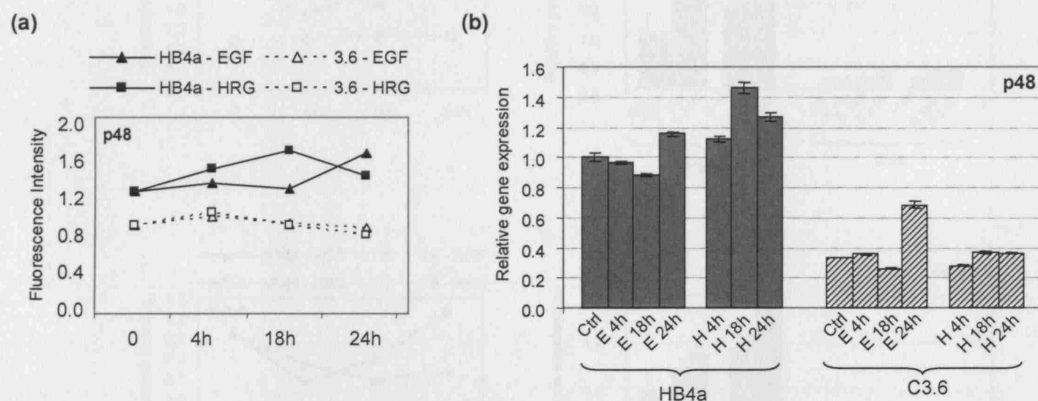 (a)
HB4a - EGF 3.6 - EGF
HB4a - HRG 3.6 - HRG
p48
Fluorescence Intensity
2.0
1.6
1.2
0.8
0.4
0.0
0 4h 18h 24h
(b)
p48
Relative gene expression
1.6
1.4
1.2
1.0
0.8
0.6
0.4
0.2
0.0
Ctrl E 4h E 18h E 24h H 4h H 18h H 24h Ctrl E 4h E 18h E 24h H 4h H 18h H 24h
HB4a C3.6